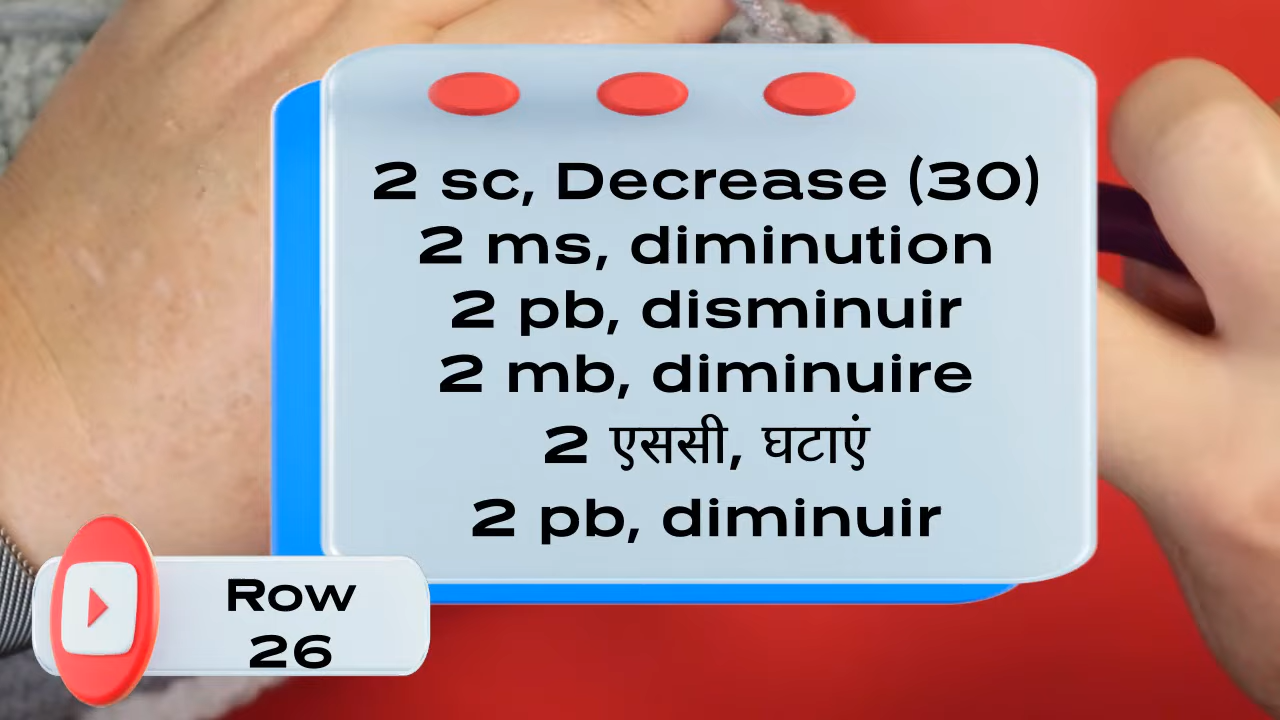 2 sc, Decrease (30)
2 ms, diminution
2 pb, disminuir
2 mb, diminuire
2 एससी, घटाएं
2 pb, diminuir
Row
26